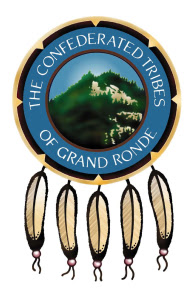 THE CONFEDERATED TRIBES
OF GRAND RONDE